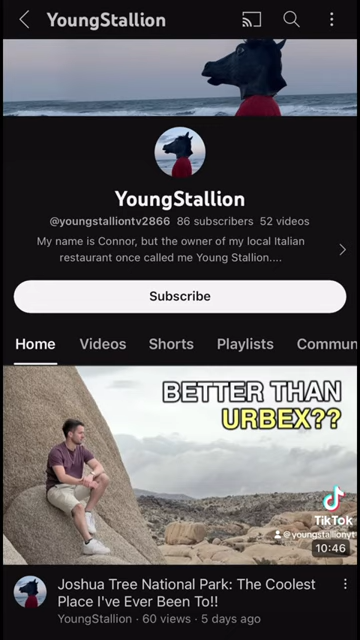 YoungStallion
YoungStallion
@youngstalliontv2866 86 subscribers 52 videos
My name is Connor, but the owner of my local Italian
restaurant once called me Young Stallion....
Subscribe
Home Videos Shorts Playlists Commun
BETTER THAN
URBEX??
TikTok
@youngstallionyt
10:46
Joshua Tree National Park: The Coolest
Place I've Ever Been To!!
YoungStallion · 60 views · 5 days ago